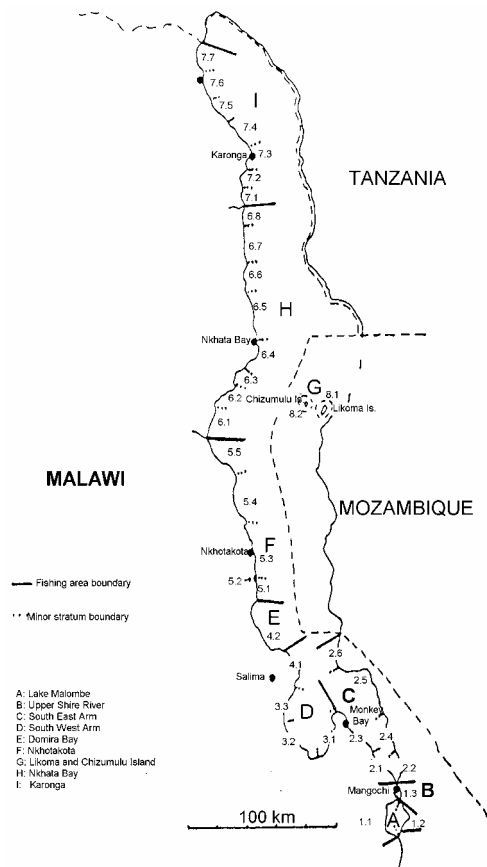 7.7
7.6
7.5
I
7.4
Karonga
7.3
7.2
7.1
6.8
TANZANIA
6.7
6.6
6.5
H
Nkhata Bay
6.4
6.3
6.2
G
8.1
Chizumulu Is.
8.2
Likoma Is.
6.1
5.5
MALAWI
5.4
MOZAMBIQUE
Nkhotakota
F
5.3
5.2
5.1
Fishing area boundary
Minor stratum boundary
E
4.2
2.6
4.1
2.5
Salima
C
3.3
D
Monkey
Bay
3.2
3.1
2.3
2.4
2.1
2.2
Mangochi
1.3
B
1.1
A
1.2
A: Lake Malombe
B: Upper Shire River
C: South East Arm
D: South West Arm
E: Domira Bay
F: Nkhotakota
G: Likoma and Chizumulu Island
H: Nkhata Bay
I: Karonga
100 km